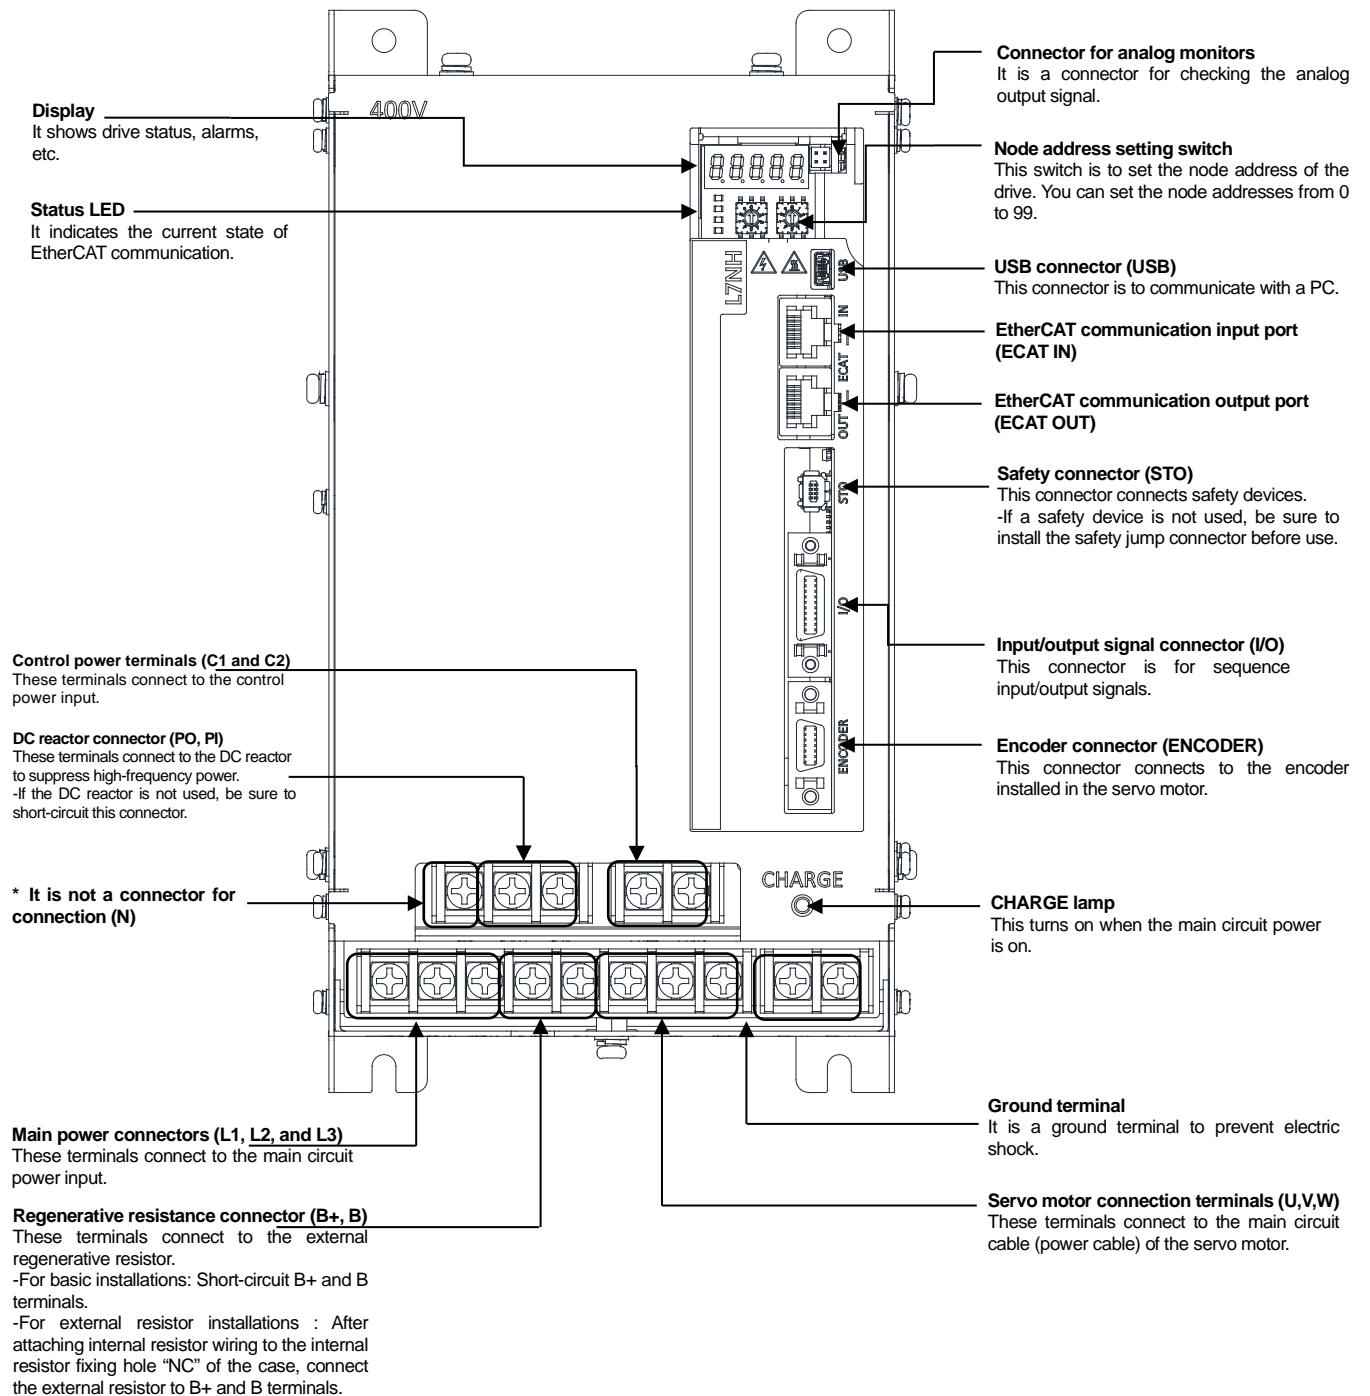 Connector for analog monitors
It is a connector for checking the analog
output signal.
Display
It shows drive status, alarms,
etc.
400V
Node address setting switch
This switch is to set the node address of the
drive. You can set the node addresses from 0
to 99.
Status LED
It indicates the current state of
EtherCAT communication.
L7NH
USB
USB connector (USB)
This connector is to communicate with a PC.
IN
ECAT
OUT
EtherCAT communication input port
(ECAT IN)
EtherCAT communication output port
(ECAT OUT)
STO
Safety connector (STO)
This connector connects safety devices.
-If a safety device is not used, be sure to
install the safety jump connector before use.
I/O
Input/output signal connector (I/O)
This connector is for sequence
input/output signals.
Control power terminals (C1 and C2)
These terminals connect to the control
power input.
ENCODER
Encoder connector (ENCODER)
This connector connects to the encoder
installed in the servo motor.
DC reactor connector (PO, PI)
These terminals connect to the DC reactor
to suppress high-frequency power.
-If the DC reactor is not used, be sure to
short-circuit this connector.
* It is not a connector for
connection (N)
CHARGE
CHARGE lamp
This turns on when the main circuit power
is on.
Main power connectors (L1, L2, and L3)
These terminals connect to the main circuit
power input.
Regenerative resistance connector (B+, B)
These terminals connect to the external
regenerative resistor.
-For basic installations: Short-circuit B+ and B
terminals.
-For external resistor installations : After
attaching internal resistor wiring to the internal
resistor fixing hole “NC” of the case, connect
the external resistor to B+ and B terminals.
Ground terminal
It is a ground terminal to prevent electric
shock.
Servo motor connection terminals (U,V,W)
These terminals connect to the main circuit
cable (power cable) of the servo motor.